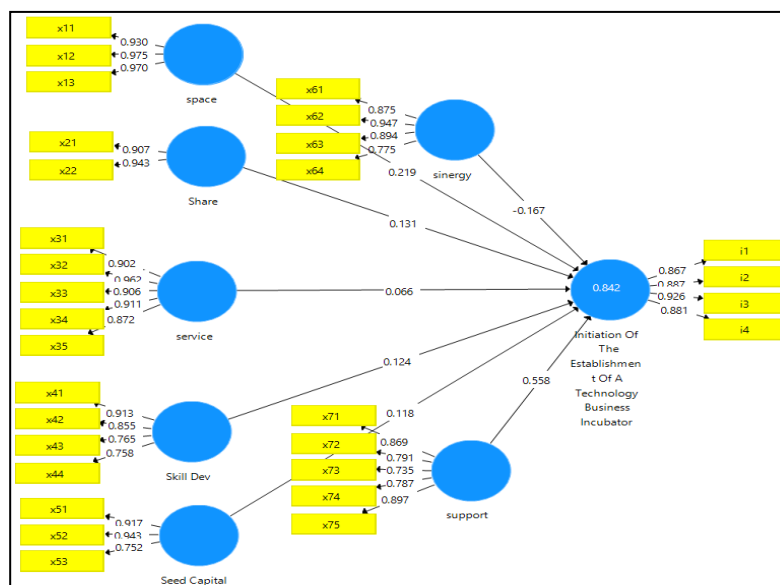 x11
x12
x13
0.930
0.975
0.970
space
x21
x22
0.907
0.943
Share
x31
x32
x33
x34
x35
0.902
0.962
0.906
0.911
0.872
service
x41
x42
x43
x44
0.913
0.855
0.765
0.758
Skill Dev
x51
x52
x53
0.917
0.943
0.752
Seed Capital
x61
x62
x63
x64
0.875
0.947
0.894
0.775
sinergy
x71
x72
x73
x74
x75
0.869
0.791
0.735
0.787
0.897
support
0.219
-0.167
0.131
0.066
0.124
0.118
0.558
0.842
Initiation Of
The
Establishmen
t Of A
Technology
Business
Incubator
0.867
0.887
0.926
0.881
i1
i2
i3
i4